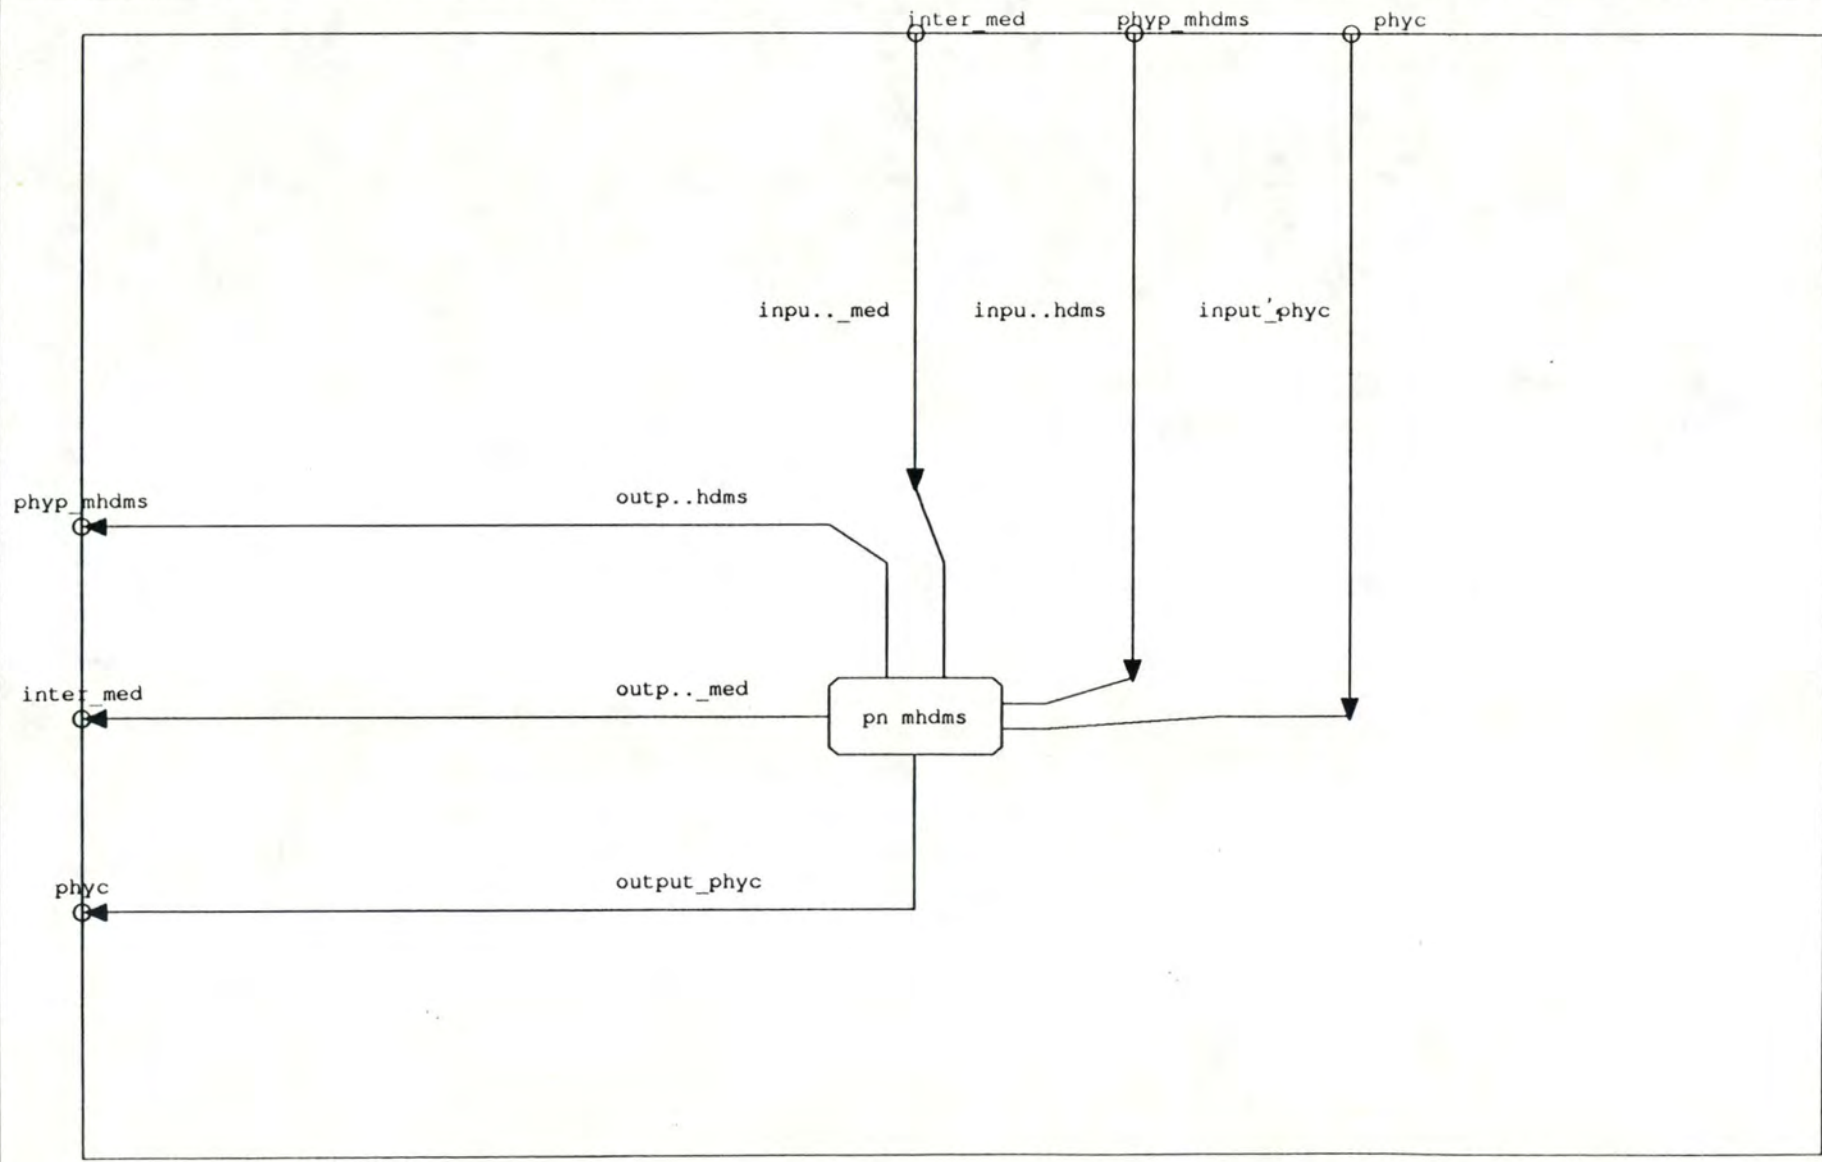 inter_med phyp_mhdms phyc
inpu.._med inpu..hdms input_phyc
phyp_mhdms outp..hdms
inter_med outp.._med
pn mhdms
phyc output_phyc